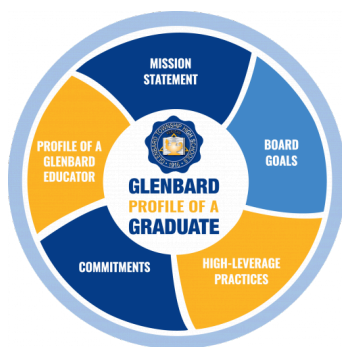 MISSION
STATEMENT
BOARD
GOALS
HIGH-LEVERAGE
PRACTICES
COMMITMENTS
PROFILE OF A
GLENBARD
EDUCATOR
GLENBARD
PROFILE OF A
GRADUATE